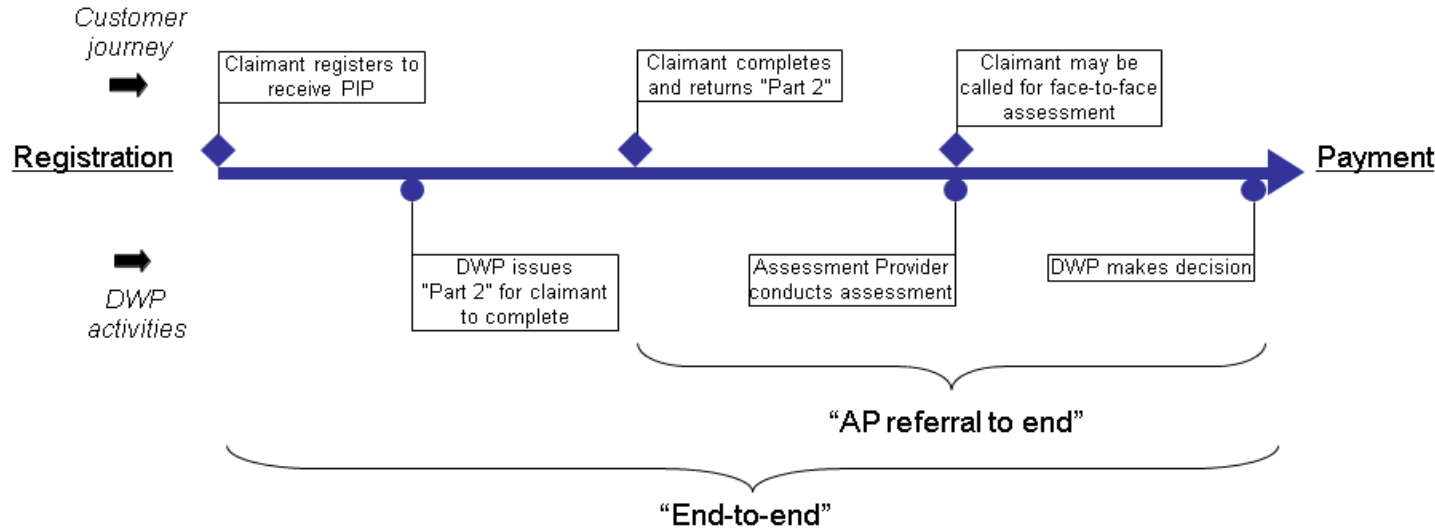 Customer
journey
Claimant registers to
receive PIP
Claimant completes
and returns "Part 2"
Claimant may be
called for face-to-face
assessment
Registration
Payment
DWP
activities
DWP issues
"Part 2" for claimant
to complete
Assessment Provider
conducts assessment
DWP makes decision
“AP referral to end”
“End-to-end”